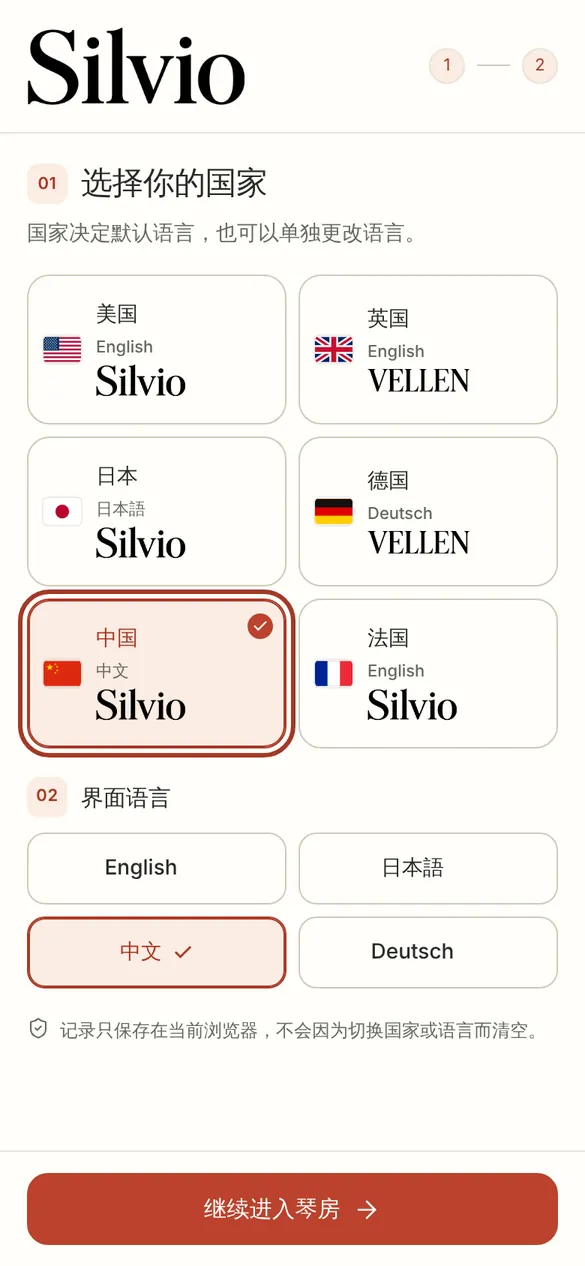 Silvio
1 2
01 选择你的国家
国家决定默认语言，也可以单独更改语言。
美国
English
Silvio
英国
English
VELLEN
日本
日本語
Silvio
德国
Deutsch
VELLEN
中国
中文
Silvio
法国
English
Silvio
02 界面语言
English
日本語
中文
Deutsch
记录只保存在当前浏览器，不会因为切换国家或语言而清空。
继续进入琴房